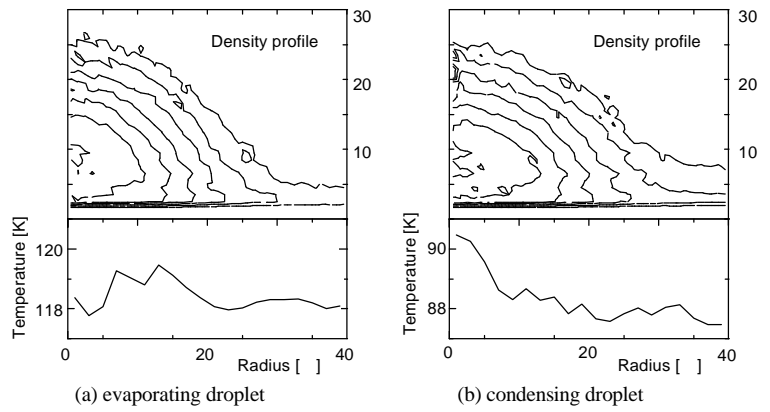 30
Density profile
20
10
Temperature [K]
120
118
0
20
40
Radius [ ]
(a) evaporating droplet
30
Density profile
20
10
Temperature [K]
90
88
0
20
40
Radius [ ]
(b) condensing droplet